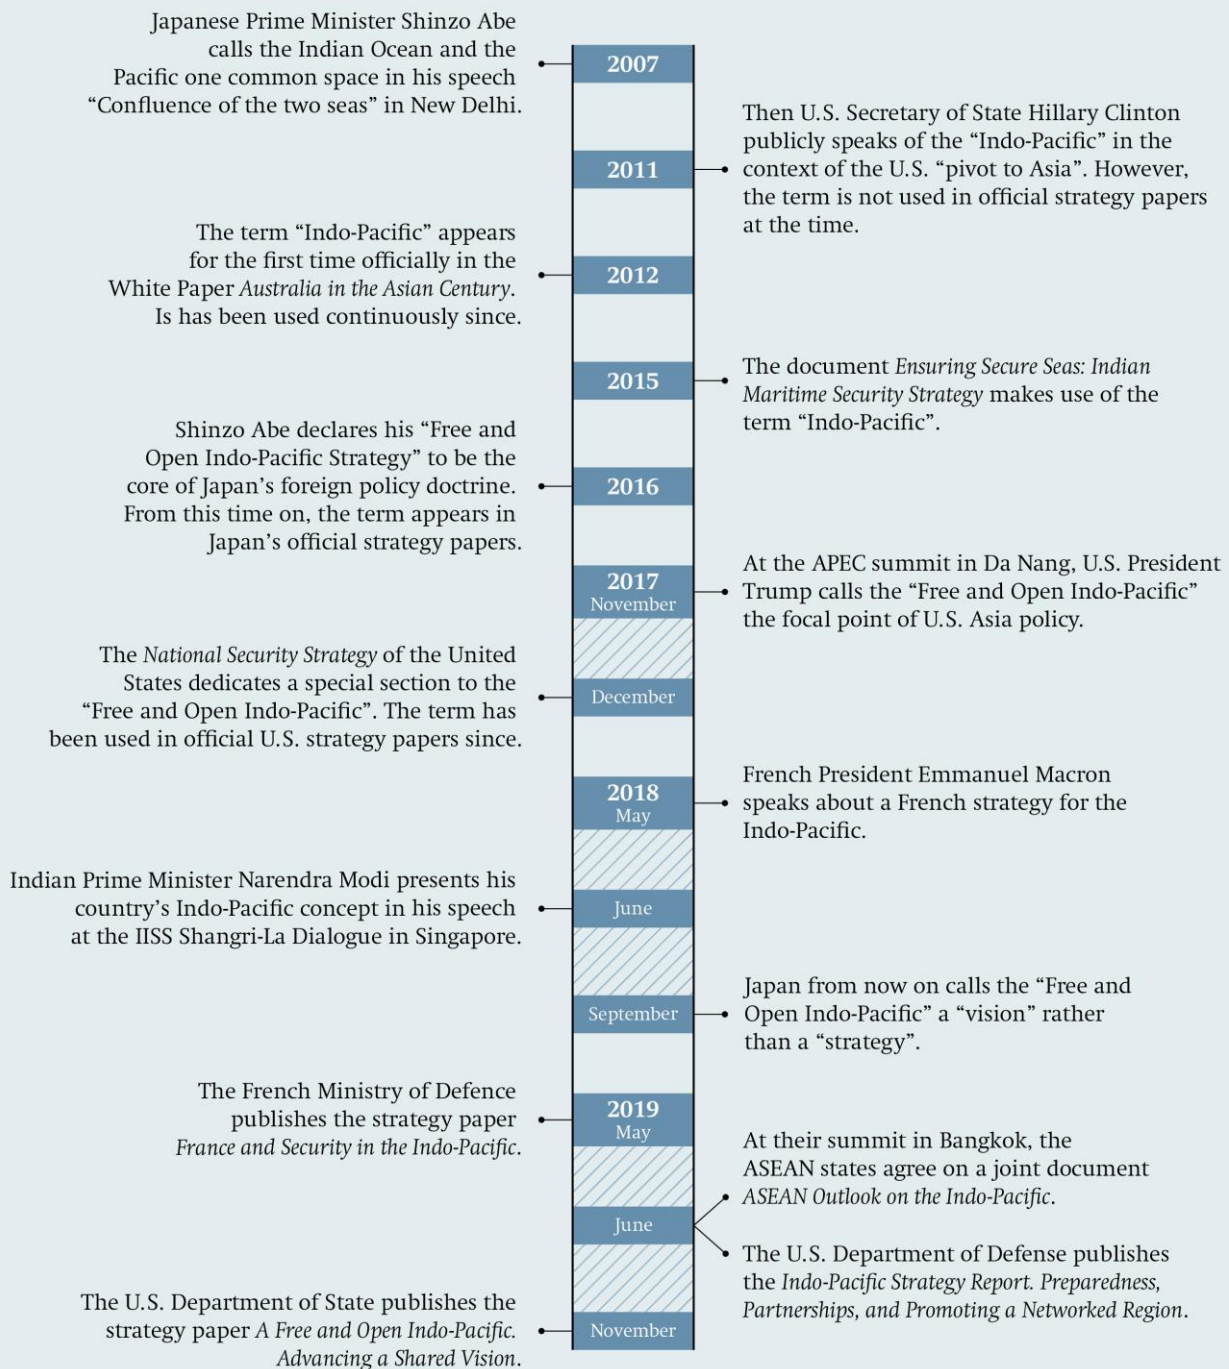 Japanese Prime Minister Shinzo Abe
calls the Indian Ocean and the
Pacific one common space in his speech
“Confluence of the two seas” in New Delhi.
2007
2011
Then U.S. Secretary of State Hillary Clinton
publicly speaks of the “Indo-Pacific” in the
context of the U.S. “pivot to Asia”. However,
the term is not used in official strategy papers
at the time.
The term “Indo-Pacific” appears
for the first time officially in the
White Paper Australia in the Asian Century.
Is has been used continuously since.
2012
2015
The document Ensuring Secure Seas: Indian
Maritime Security Strategy makes use of the
term “Indo-Pacific”.
Shinzo Abe declares his “Free and
Open Indo-Pacific Strategy” to be the
core of Japan’s foreign policy doctrine.
From this time on, the term appears in
Japan’s official strategy papers.
2016
2017
November
At the APEC summit in Da Nang, U.S. President
Trump calls the “Free and Open Indo-Pacific”
the focal point of U.S. Asia policy.
The National Security Strategy of the United
States dedicates a special section to the
“Free and Open Indo-Pacific”. The term has
been used in official U.S. strategy papers since.
December
2018
May
French President Emmanuel Macron
speaks about a French strategy for the
Indo-Pacific.
Indian Prime Minister Narendra Modi presents his
country’s Indo-Pacific concept in his speech
at the IISS Shangri-La Dialogue in Singapore.
June
September
Japan from now on calls the “Free and
Open Indo-Pacific” a “vision” rather
than a “strategy”.
The French Ministry of Defence
publishes the strategy paper
France and Security in the Indo-Pacific.
2019
May
June
At their summit in Bangkok, the
ASEAN states agree on a joint document
ASEAN Outlook on the Indo-Pacific.
The U.S. Department of Defense publishes
the Indo-Pacific Strategy Report. Preparedness,
Partnerships, and Promoting a Networked Region.
The U.S. Department of State publishes the
strategy paper A Free and Open Indo-Pacific.
Advancing a Shared Vision.
November